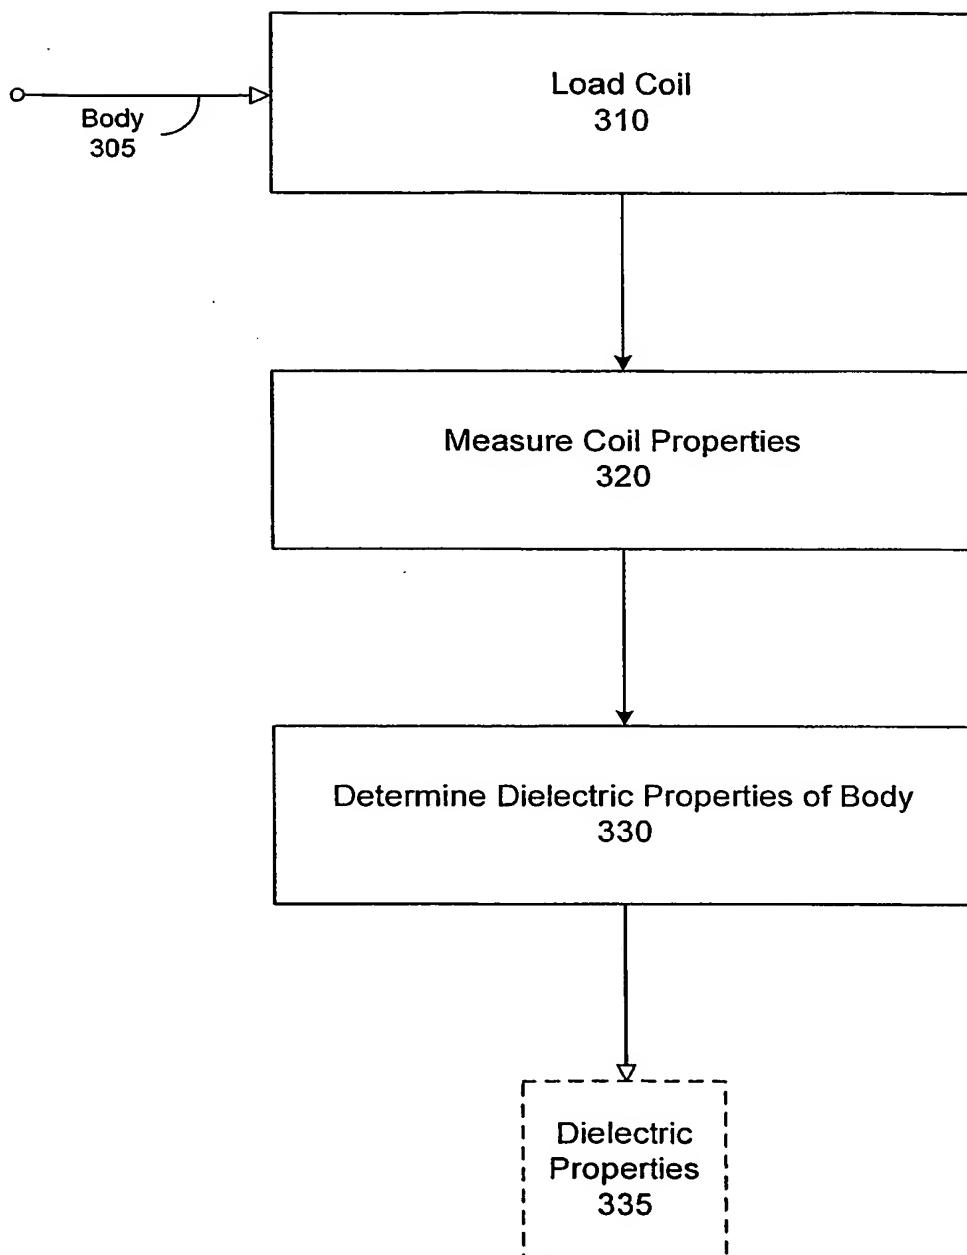 Load Coil
310
Body
305
Measure Coil Properties
320
Determine Dielectric Properties of Body
330
Dielectric
Properties
335